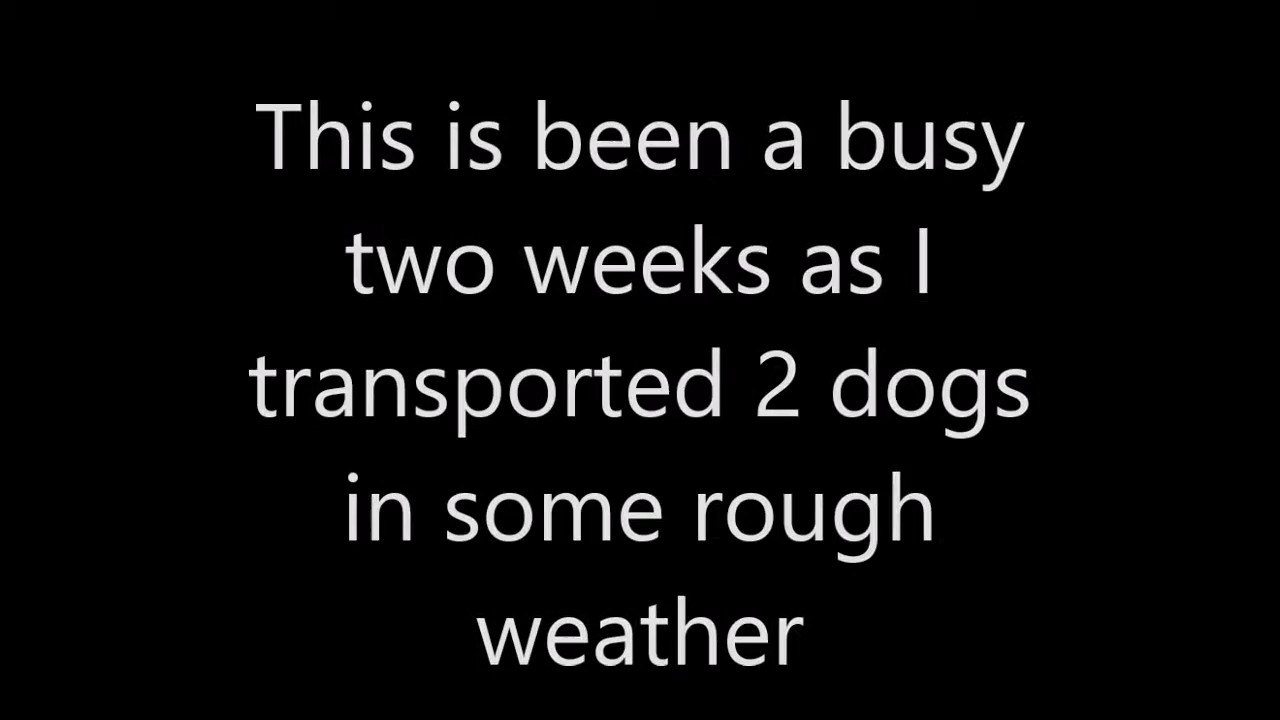 This is been a busy
two weeks as I
transported 2 dogs
in some rough
weather